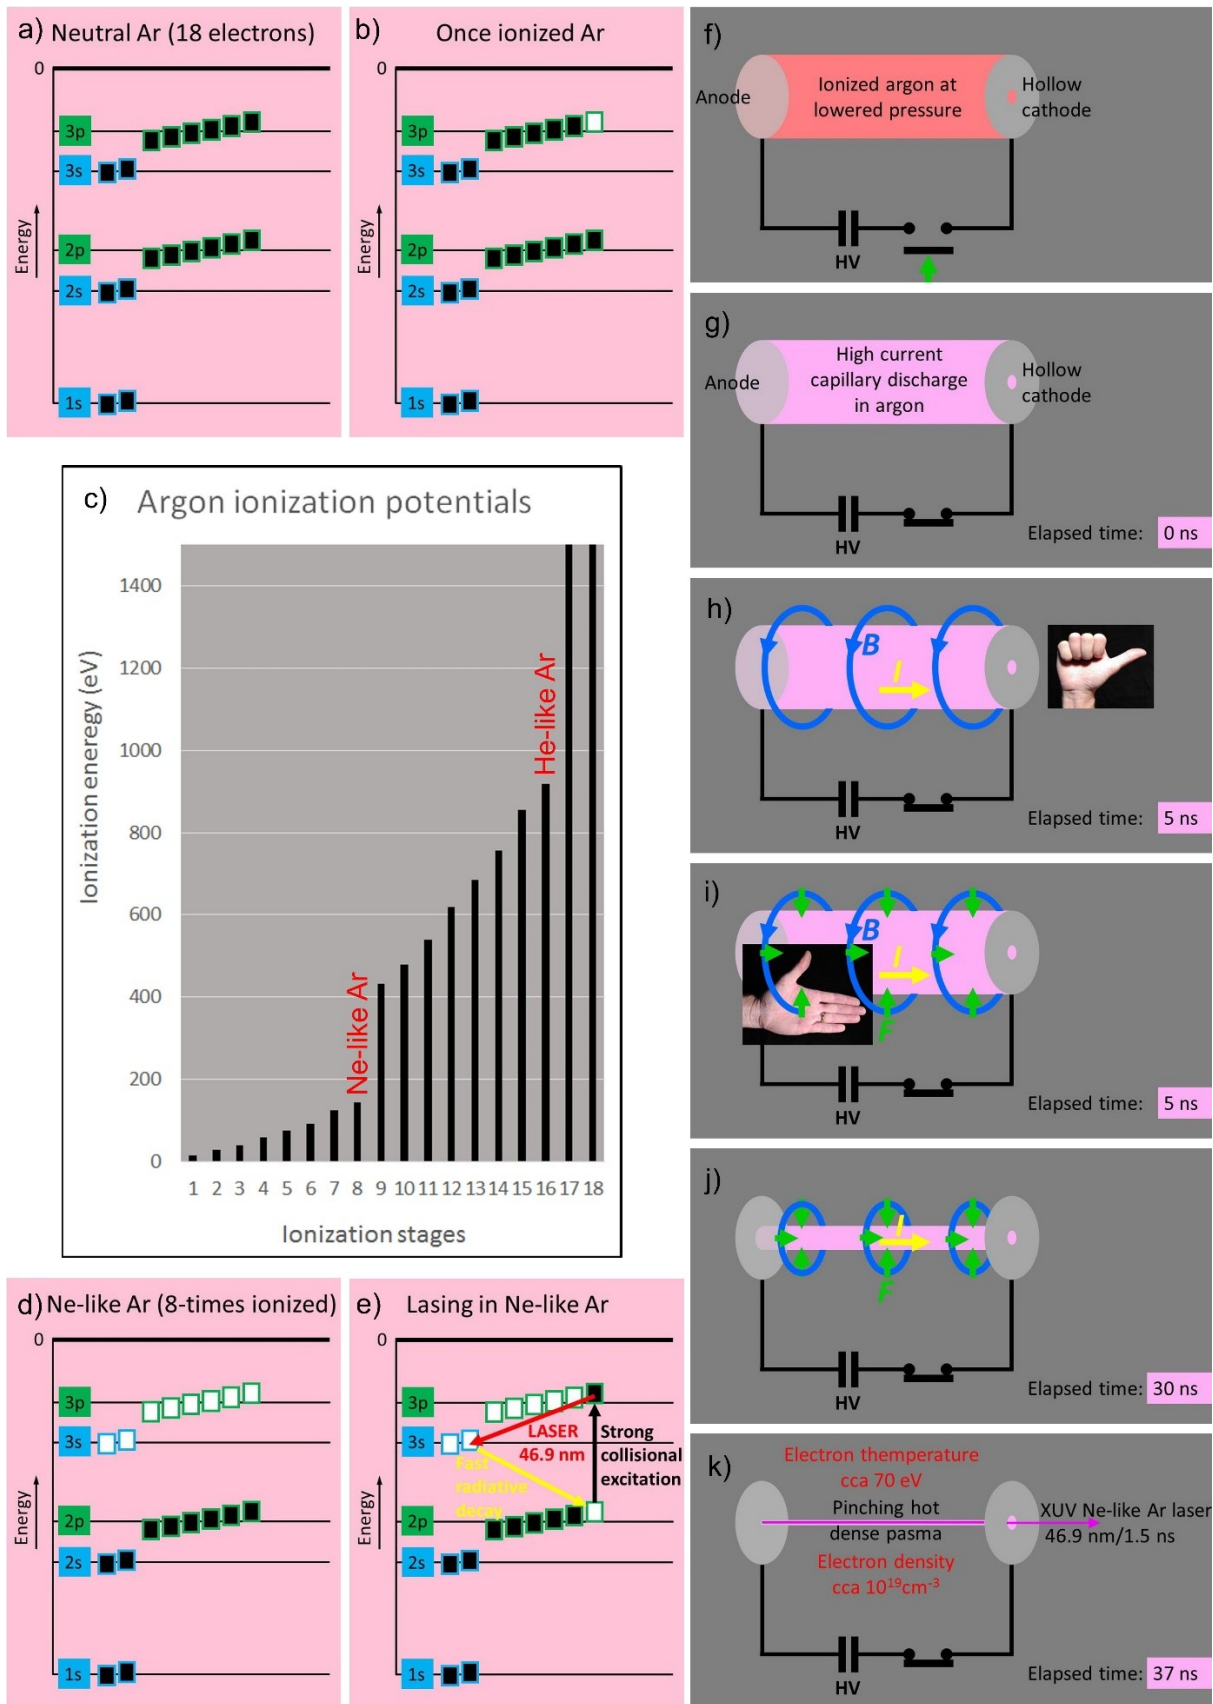 a) Neutral Ar (18 electrons)
0
3p
3s
2p
2s
1s
Energy
b) Once ionized Ar
0
3p
3s
2p
2s
1s
Energy
c) Argon ionization potentials
Ionization eneregy (eV)
1400
1200
1000
800
600
400
200
0
Ne-like Ar
He-like Ar
1 2 3 4 5 6 7 8 9 10 11 12 13 14 15 16 17 18
Ionization stages
d) Ne-like Ar (8-times ionized)
0
3p
3s
2p
2s
1s
Energy
e) Lasing in Ne-like Ar
0
3p
3s
2p
2s
1s
Energy
LASER
46.9 nm
Strong
collisional
excitation
Fast
radiative
decay
f)
Anode
Ionized argon at
lowered pressure
Hollow
cathode
HV
g)
Anode
High current
capillary discharge
in argon
Hollow
cathode
HV
Elapsed time: 0 ns
h)
B
I
HV
Elapsed time: 5 ns
i)
B
I
F
HV
Elapsed time: 5 ns
j)
I
F
HV
Elapsed time: 30 ns
k)
Electron themperature
cca 70 eV
Pinching hot
dense pasma
Electron density
cca 10¹⁹cm⁻³
XUV Ne-like Ar laser
46.9 nm/1.5 ns
HV
Elapsed time: 37 ns